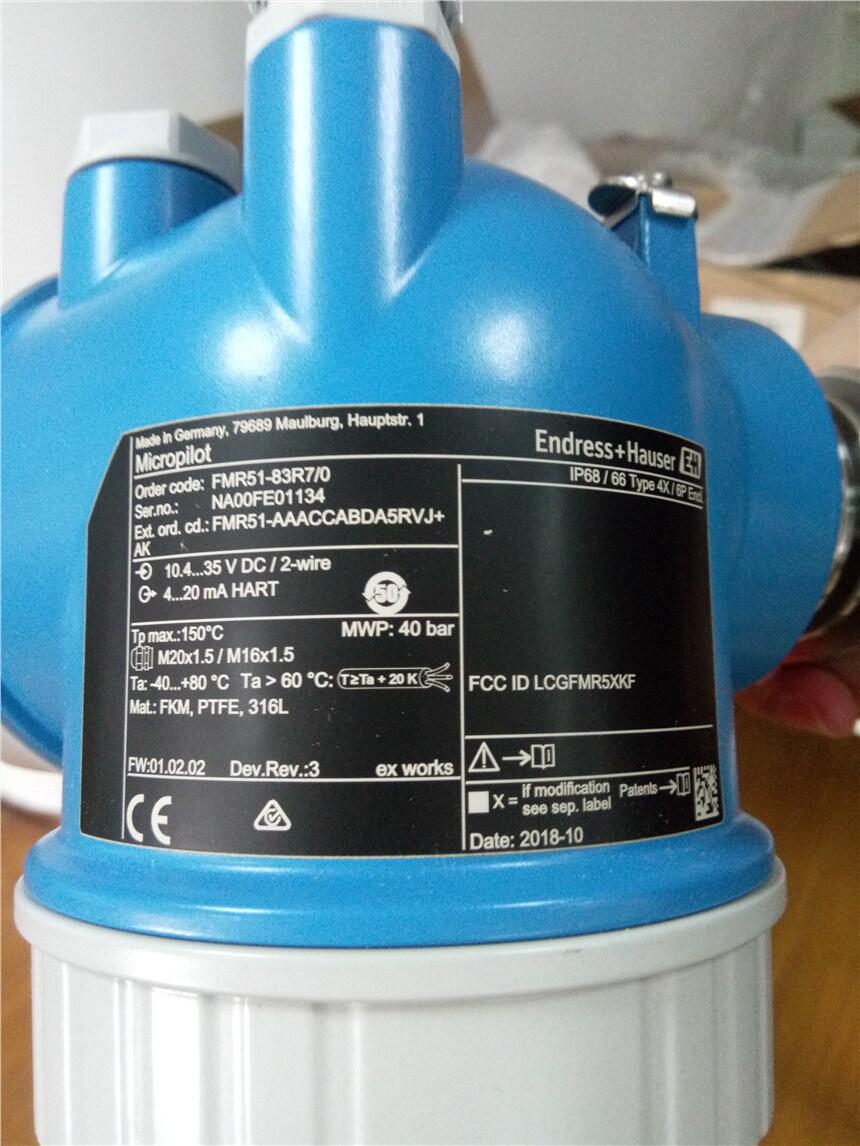 Made in Germany, 79689 Maulburg, Hauptstr. 1
Micropilot
Endress+Hauser EH
IP68 / 66 Type 4X / 6P Encl.
Order code: FMR51-83R7/0
Ser.no.: NA00FE01134
Ext. ord. cd.: FMR51-AAACCABDA5RVJ+
AK
10.4...35 V DC / 2-wire
4...20 mA HART
50
Tp max.:150°C MWP: 40 bar
M20x1.5 / M16x1.5
Ta: -40...+80 °C Ta > 60 °C: T≥Ta + 20 K
Mat.: FKM, PTFE, 316L
FCC ID LCGFMR5XKF
FW:01.02.02 Dev.Rev.:3 ex works
CE
X = if modification
see sep. label
Patents
Date: 2018-10